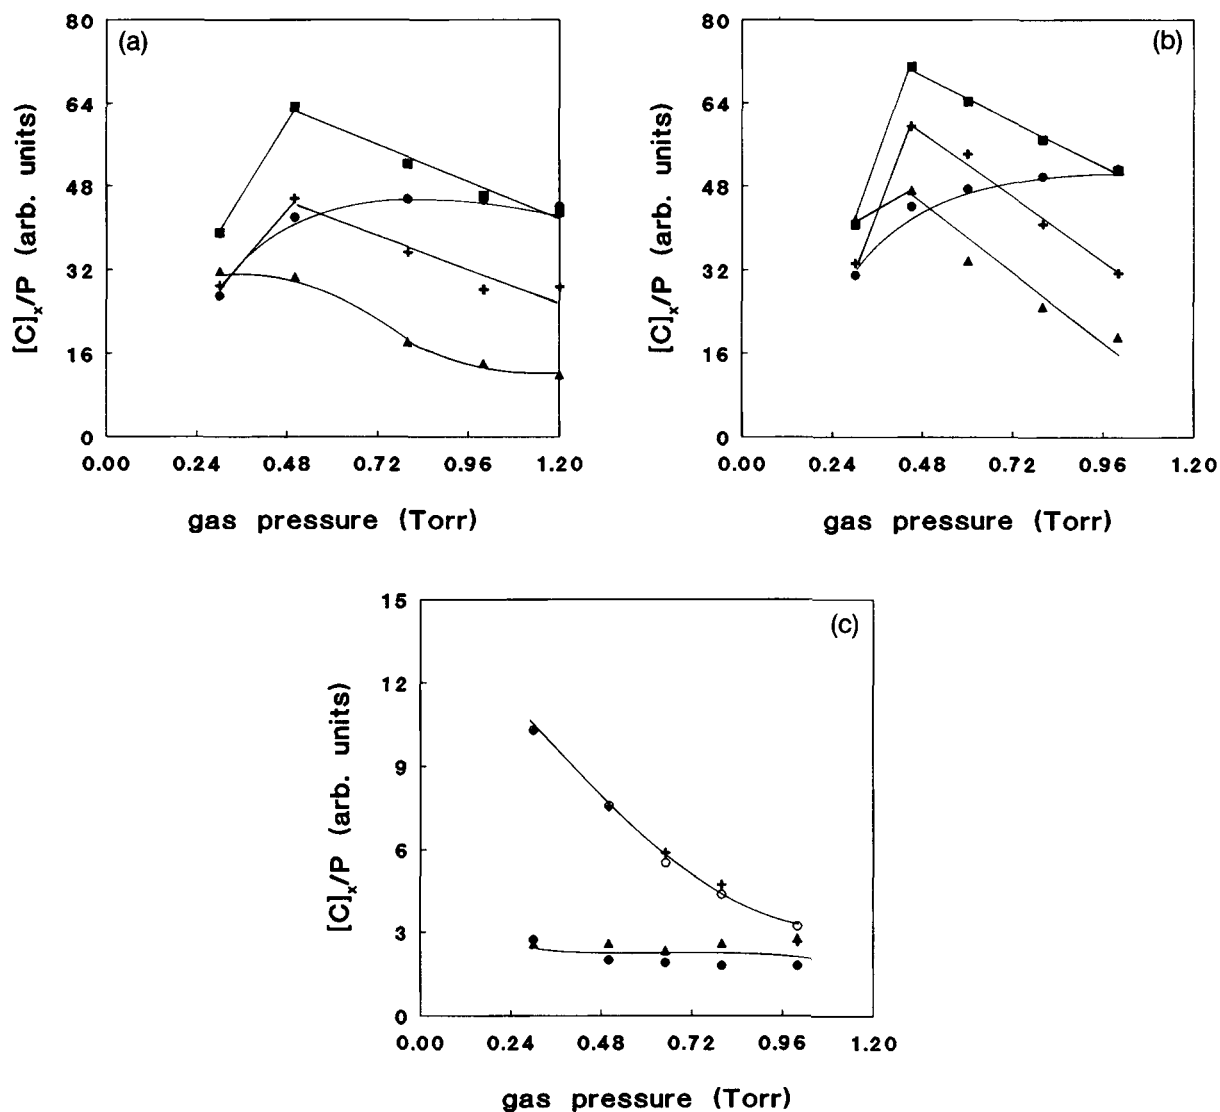 (a)
80
64
48
32
16
0
[C]ₓ/P (arb. units)
0.00 0.24 0.48 0.72 0.96 1.20
gas pressure (Torr)
(b)
80
64
48
32
16
0
[C]ₓ/P (arb. units)
0.00 0.24 0.48 0.72 0.96 1.20
gas pressure (Torr)
(c)
15
12
9
6
3
0
[C]ₓ/P (arb. units)
0.00 0.24 0.48 0.72 0.96 1.20
gas pressure (Torr)